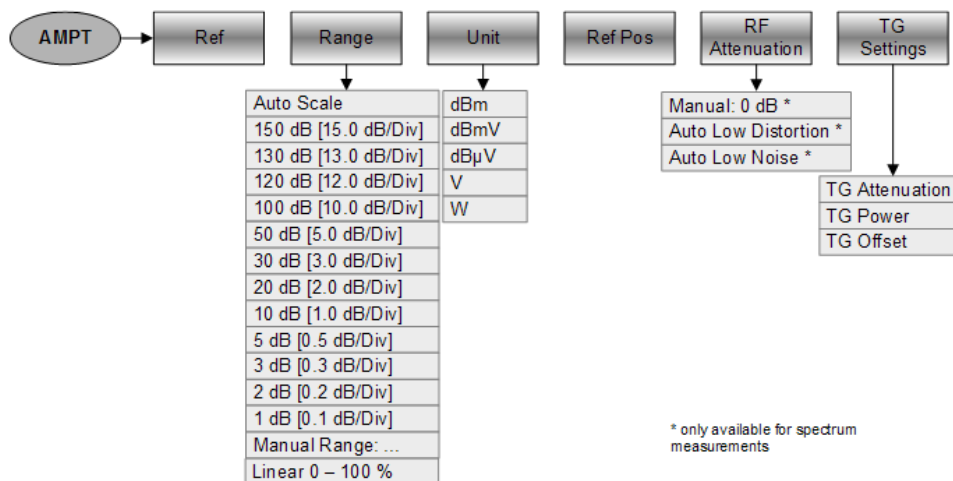 AMPT
Ref
Range
Unit
Ref Pos
RF
Attenuation
TG
Settings
Auto Scale
150 dB [15.0 dB/Div]
130 dB [13.0 dB/Div]
120 dB [12.0 dB/Div]
100 dB [10.0 dB/Div]
50 dB [5.0 dB/Div]
30 dB [3.0 dB/Div]
20 dB [2.0 dB/Div]
10 dB [1.0 dB/Div]
5 dB [0.5 dB/Div]
3 dB [0.3 dB/Div]
2 dB [0.2 dB/Div]
1 dB [0.1 dB/Div]
Manual Range: ...
Linear 0 – 100 %
dBm
dBmV
dBµV
V
W
Manual: 0 dB *
Auto Low Distortion *
Auto Low Noise *
TG Attenuation
TG Power
TG Offset
* only available for spectrum
measurements